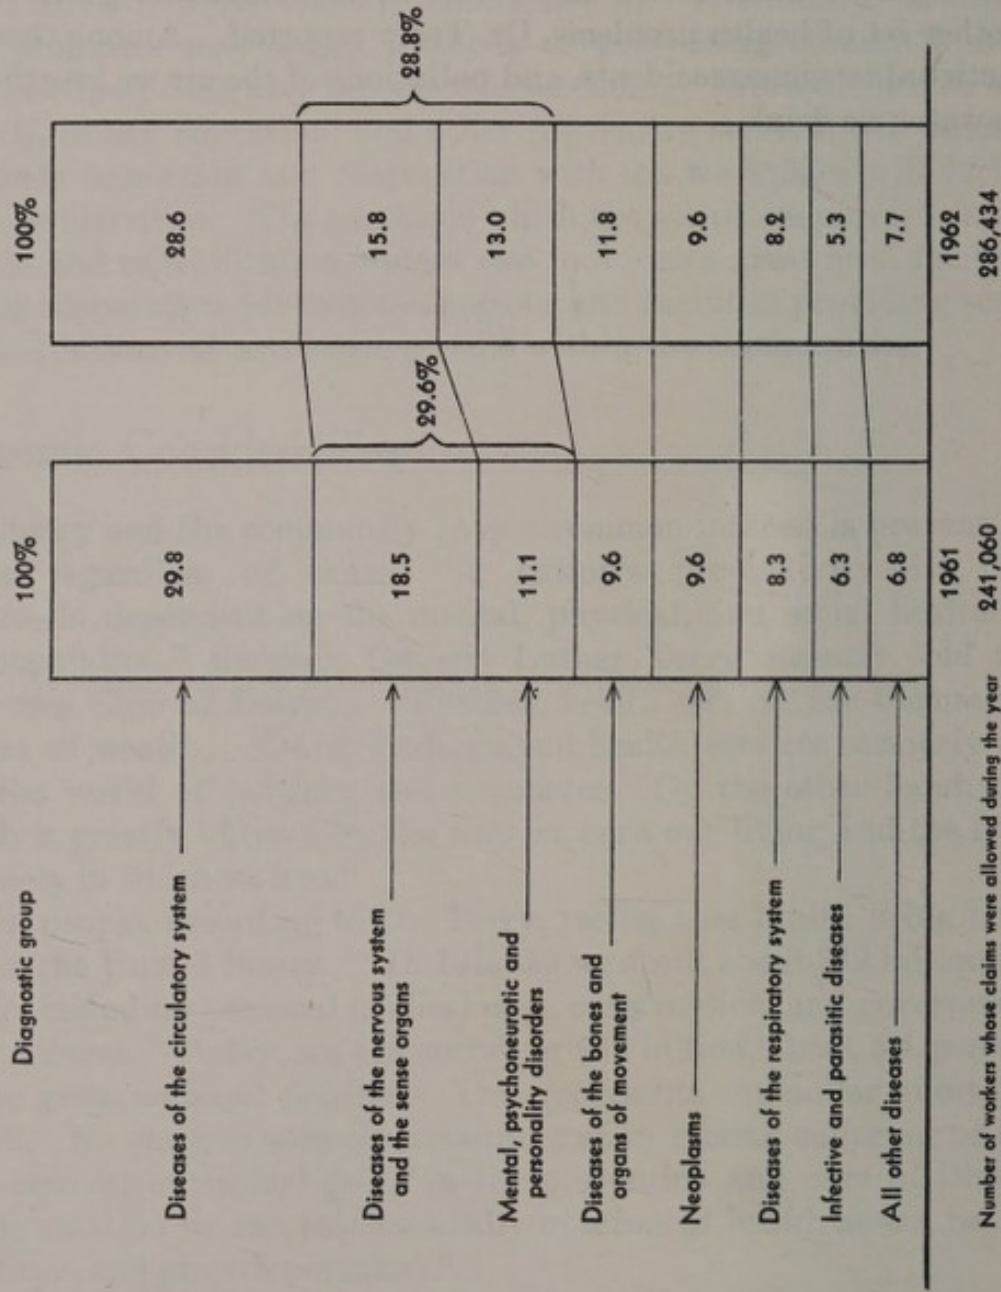 Diagnostic group
100%
100%
Diseases of the circulatory system
29.8
28.6
Diseases of the nervous system
and the sense organs
18.5
15.8
29.6%
28.8%
Mental, psychoneurotic and
personality disorders
11.1
13.0
Diseases of the bones and
organs of movement
9.6
11.8
Neoplasms
9.6
9.6
Diseases of the respiratory system
8.3
8.2
Infective and parasitic diseases
6.3
5.3
All other diseases
6.8
7.7
1961
1962
Number of workers whose claims were allowed during the year
241,060
286,434